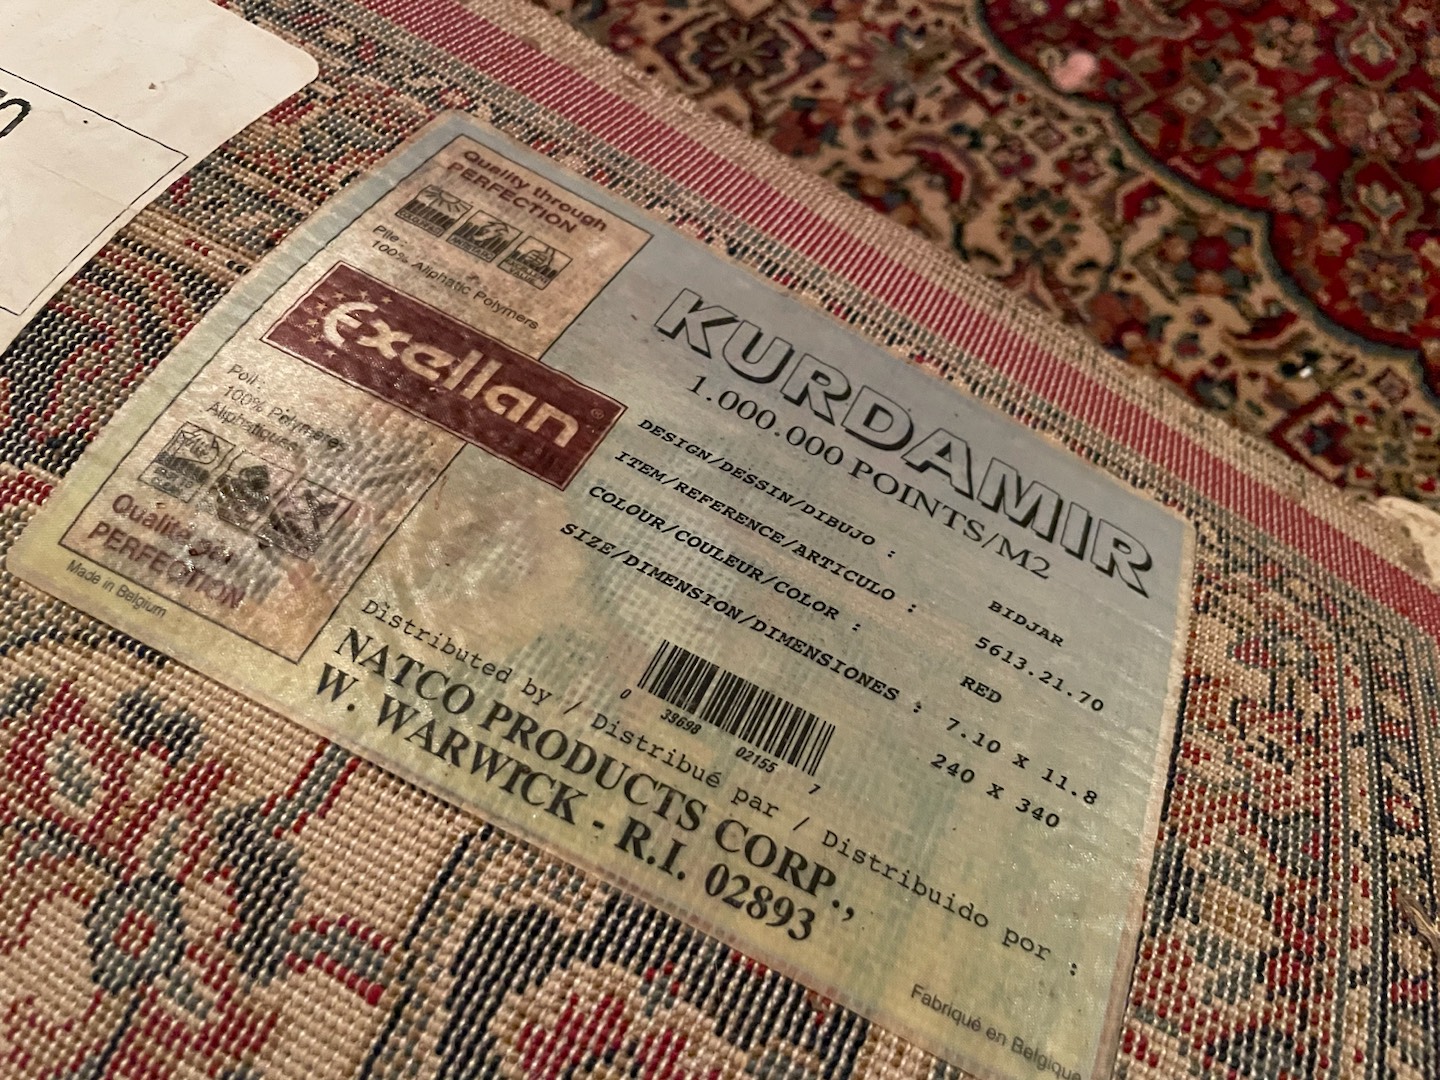 Quality through
PERFECTION
Pile :
100% Aliphatic Polymers
Exellan®
Poil :
100% Polymères
Aliphatiques
Qualité par
PERFECTION
Made in Belgium
KURDAMIR
1.000.000 POINTS/M2
DESIGN/DESSIN/DIBUJO : BIDJAR
ITEM/REFERENCE/ARTICULO : 5613.21.70
COLOUR/COULEUR/COLOR : RED
SIZE/DIMENSION/DIMENSIONES : 7.10 X 11.8
240 X 340
0 33698 02155 7
Distributed by / Distribué par / Distribuido por :
NATCO PRODUCTS CORP.,
W. WARWICK - R.I. 02893
Fabriqué en Belgique